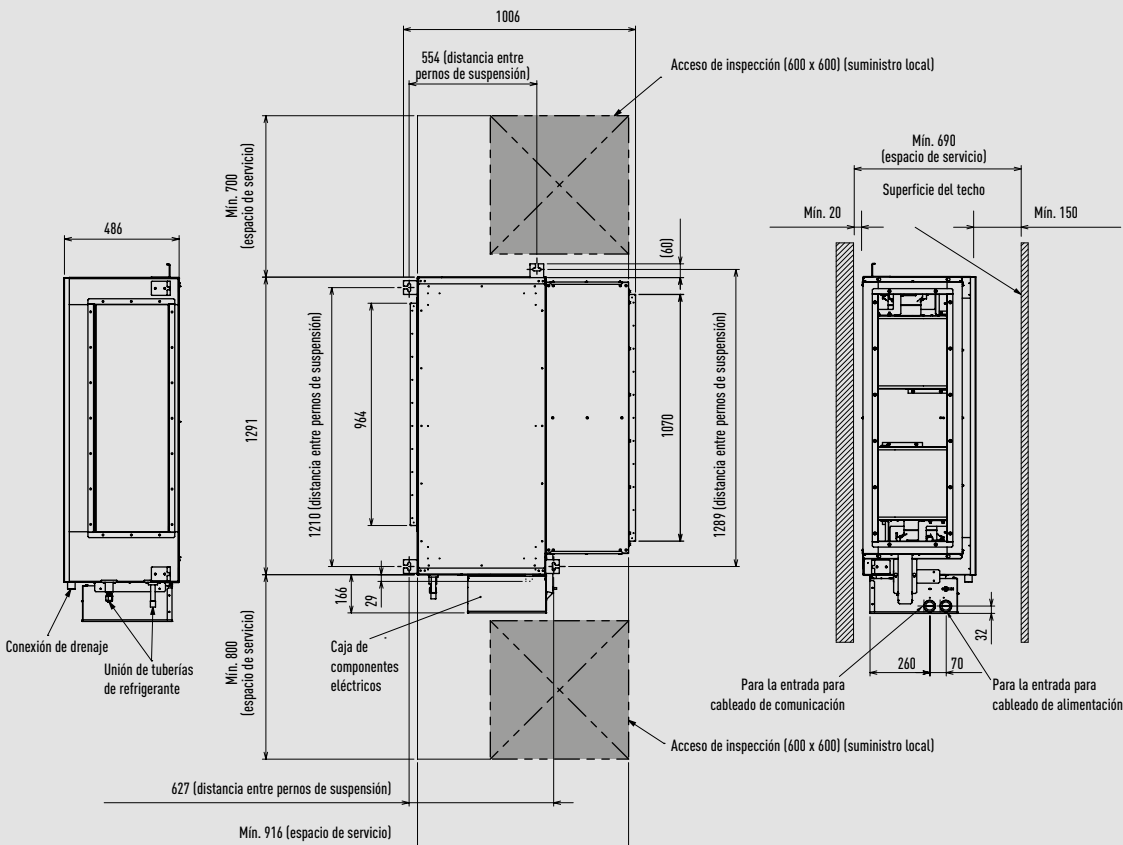 1006
554 (distancia entre
pernos de suspensión)
Acceso de inspección (600 x 600) (suministro local)
Mín. 700
(espacio de servicio)
Mín. 690
(espacio de servicio)
Superficie del techo
Mín. 20
Mín. 150
486
(60)
1291
1210 (distancia entre pernos de suspensión)
964
1070
1289 (distancia entre pernos de suspensión)
166
29
Conexión de drenaje
Unión de tuberías
de refrigerante
Mín. 800
(espacio de servicio)
Caja de
componentes
eléctricos
32
260
70
Para la entrada para
cableado de comunicación
Para la entrada para
cableado de alimentación
Acceso de inspección (600 x 600) (suministro local)
627 (distancia entre pernos de suspensión)
Mín. 916 (espacio de servicio)